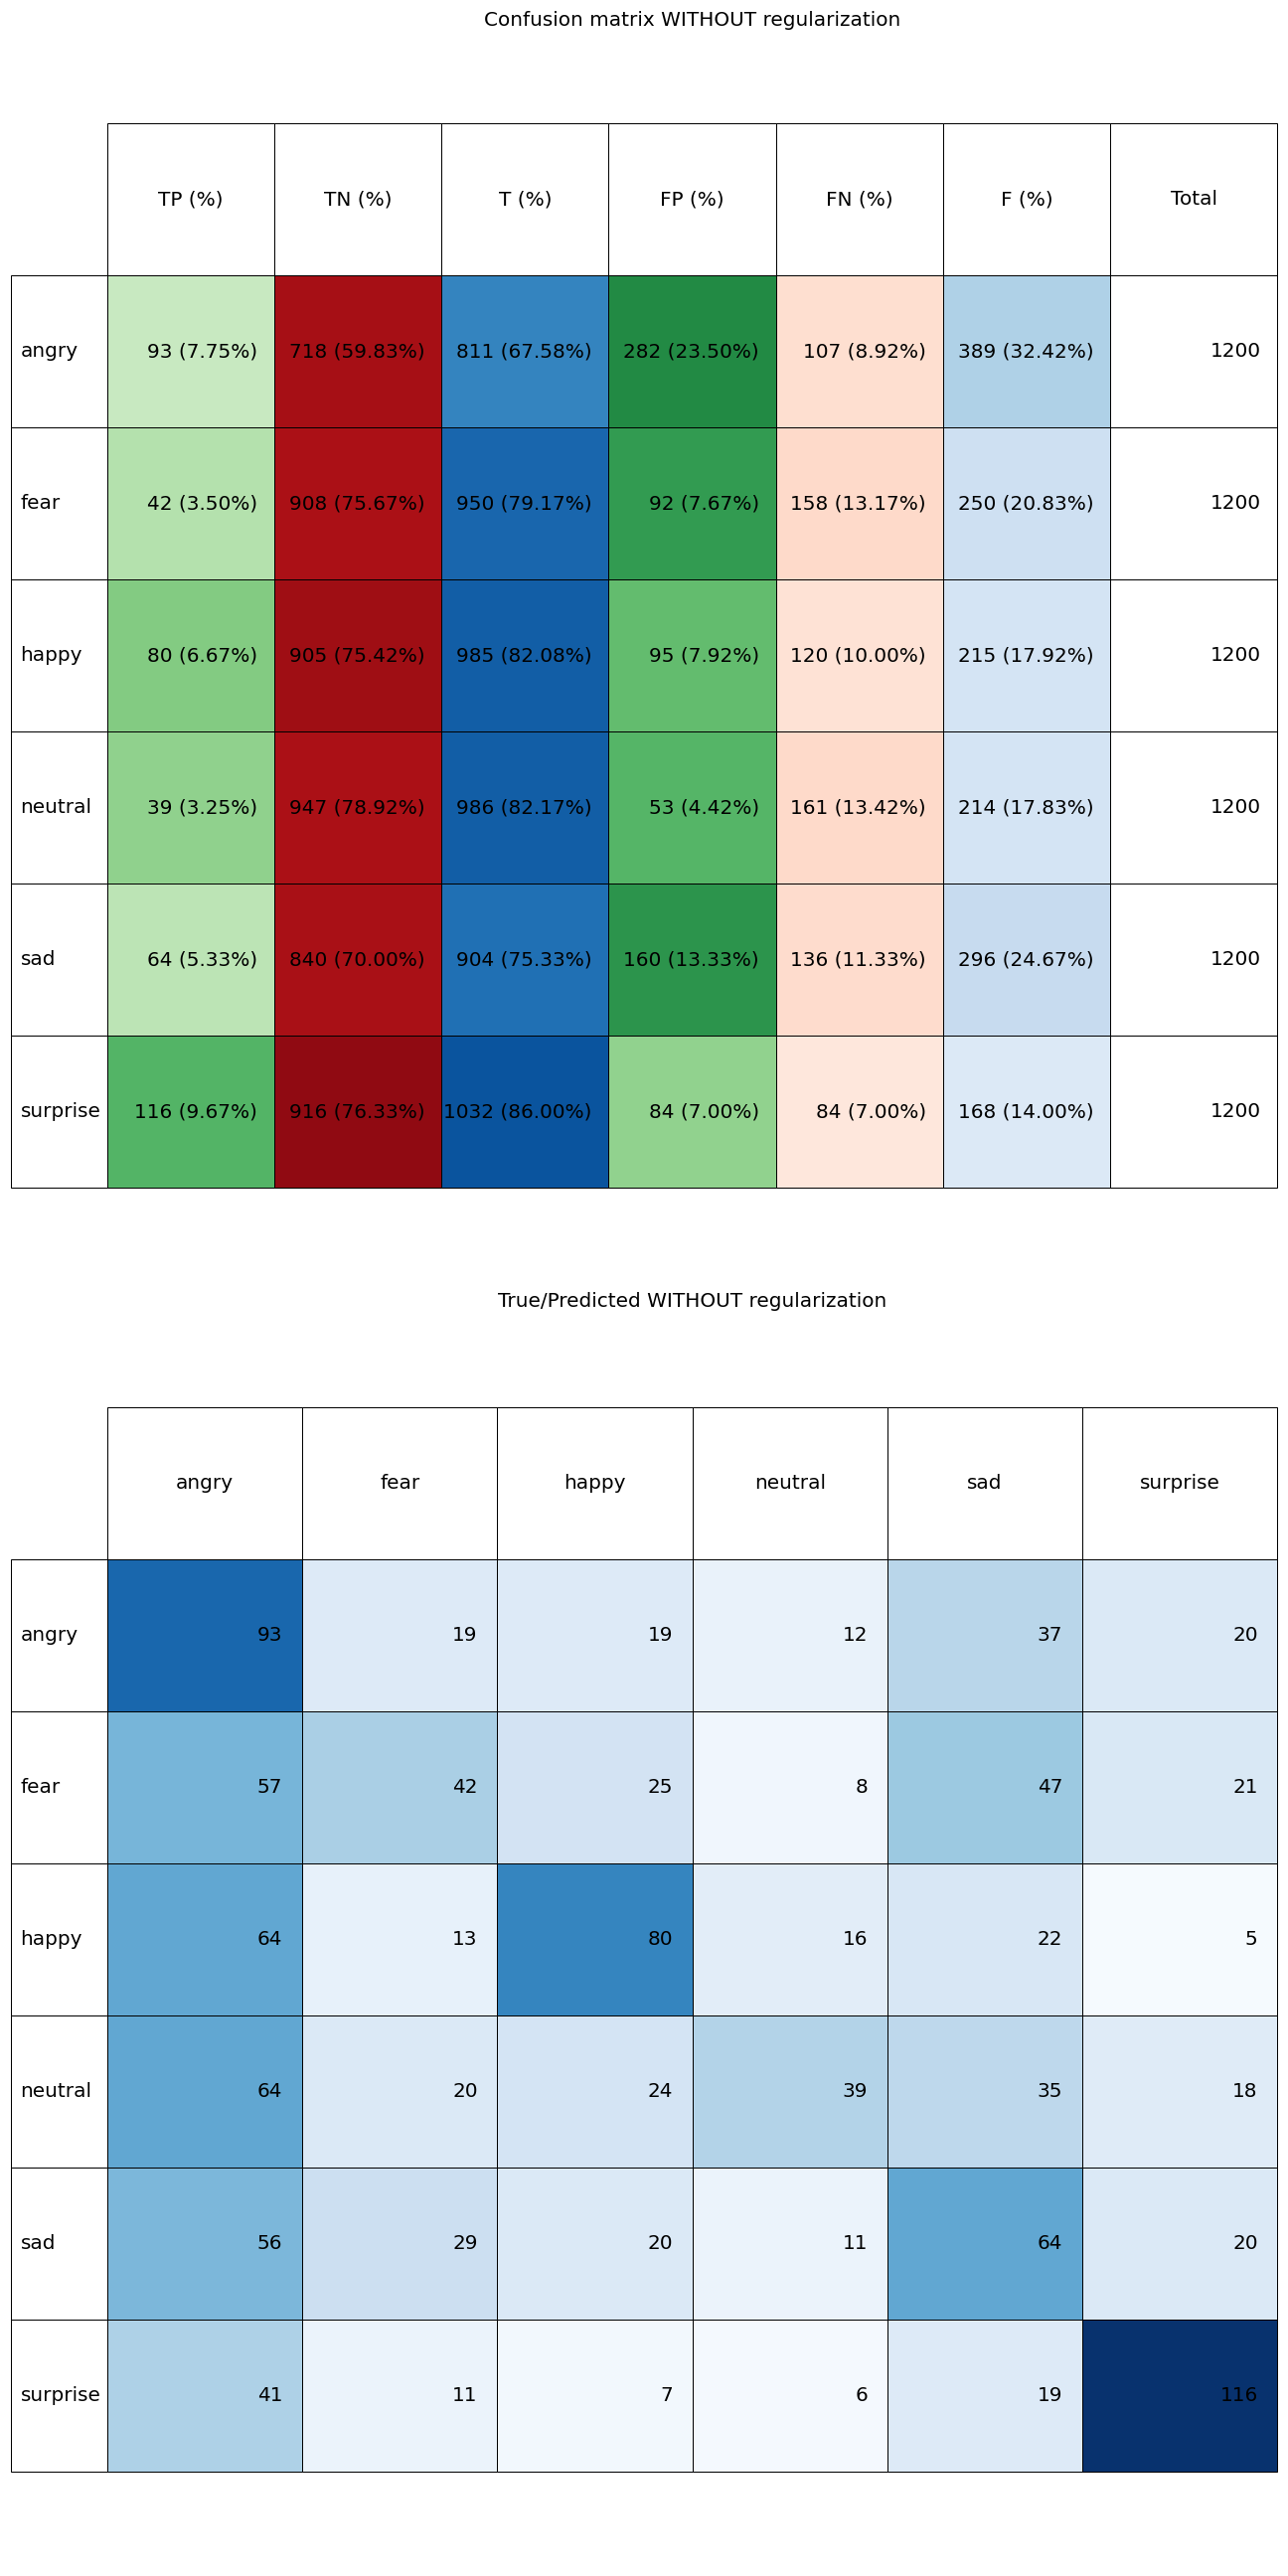 Confusion matrix WITHOUT regularization
TP (%) TN (%) T (%) FP (%) FN (%) F (%) Total
angry 93 (7.75%) 718 (59.83%) 811 (67.58%) 282 (23.50%) 107 (8.92%) 389 (32.42%) 1200
fear 42 (3.50%) 908 (75.67%) 950 (79.17%) 92 (7.67%) 158 (13.17%) 250 (20.83%) 1200
happy 80 (6.67%) 905 (75.42%) 985 (82.08%) 95 (7.92%) 120 (10.00%) 215 (17.92%) 1200
neutral 39 (3.25%) 947 (78.92%) 986 (82.17%) 53 (4.42%) 161 (13.42%) 214 (17.83%) 1200
sad 64 (5.33%) 840 (70.00%) 904 (75.33%) 160 (13.33%) 136 (11.33%) 296 (24.67%) 1200
surprise 116 (9.67%) 916 (76.33%) 1032 (86.00%) 84 (7.00%) 84 (7.00%) 168 (14.00%) 1200
True/Predicted WITHOUT regularization
angry fear happy neutral sad surprise
angry 93 19 19 12 37 20
fear 57 42 25 8 47 21
happy 64 13 80 16 22 5
neutral 64 20 24 39 35 18
sad 56 29 20 11 64 20
surprise 41 11 7 6 19 116